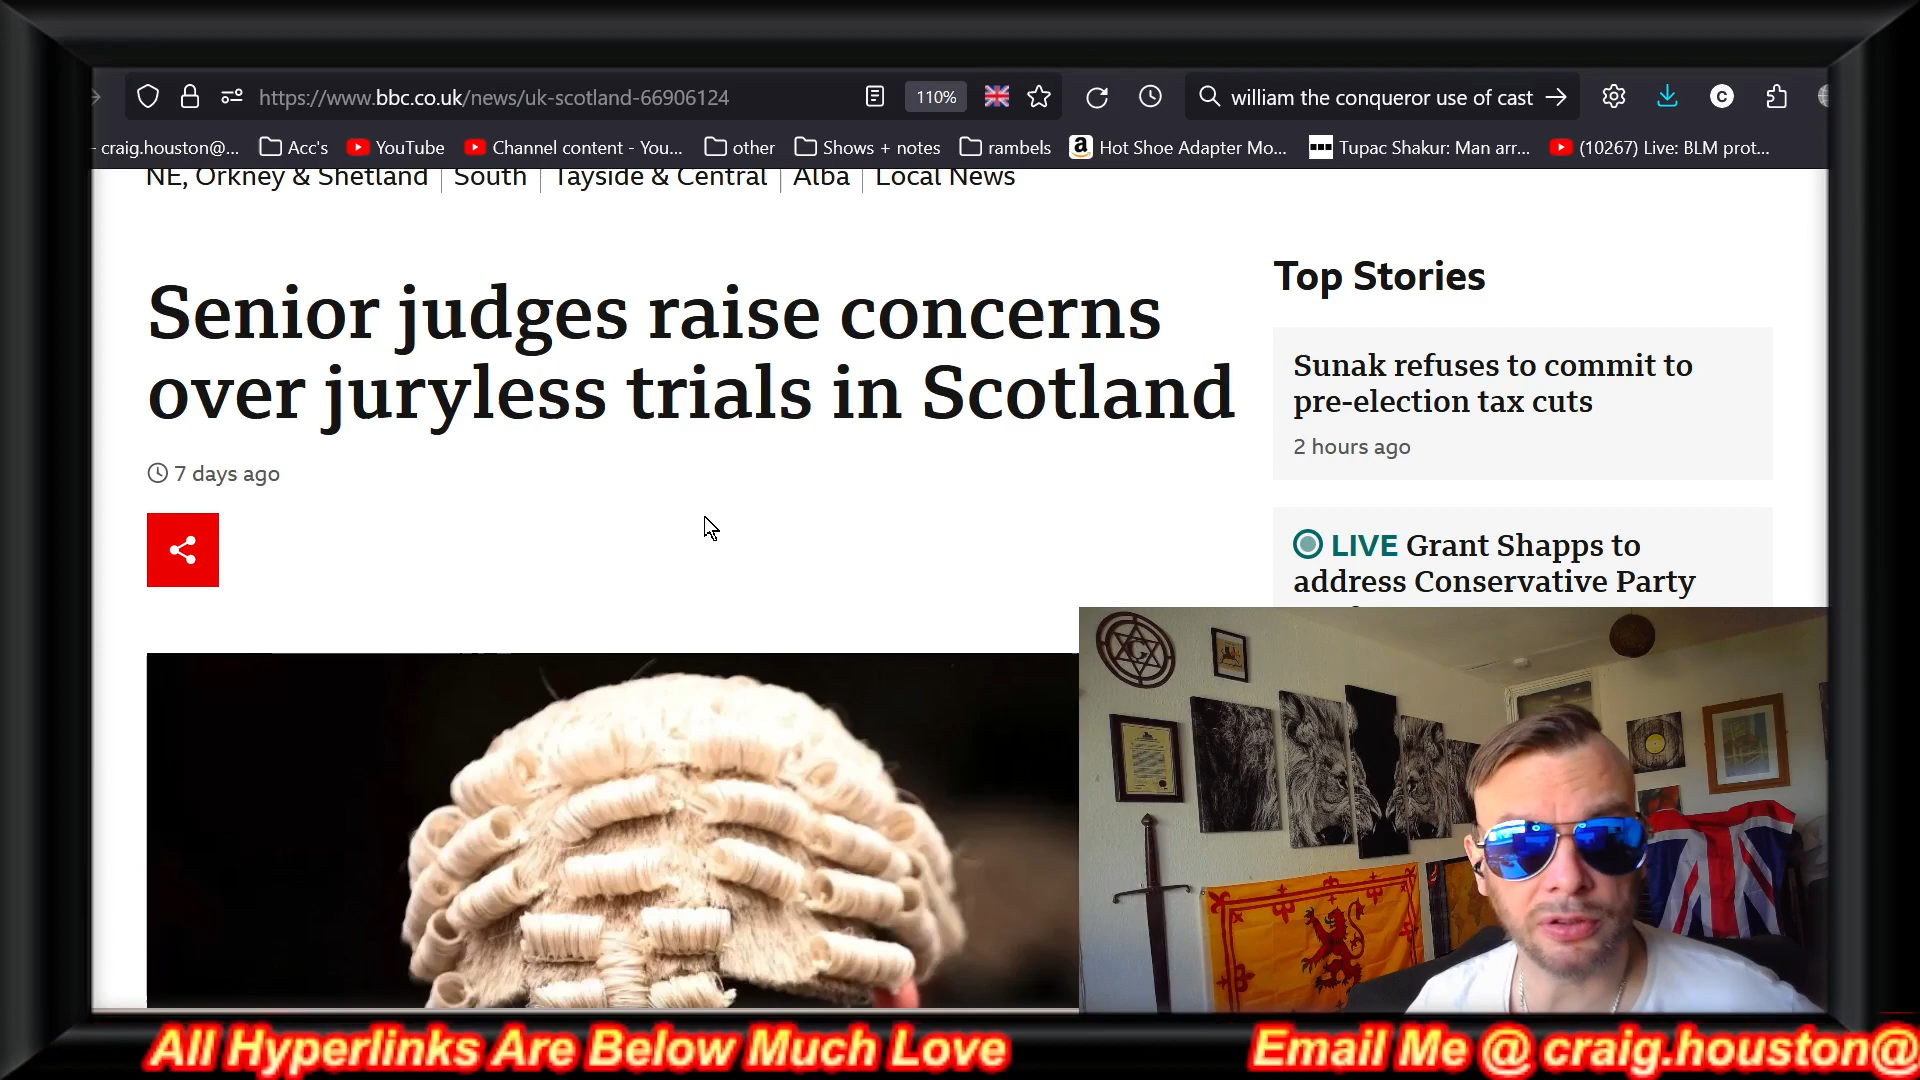 https://www.bbc.co.uk/news/uk-scotland-66906124
110%
william the conqueror use of cast
C
craig.houston@...
Acc's
YouTube
Channel content - You...
other
Shows + notes
rambels
Hot Shoe Adapter Mo...
Tupac Shakur: Man arr...
(10267) Live: BLM prot...
NE, Orkney & Shetland
South
Tayside & Central
Alba
Local News
Senior judges raise concerns
over juryless trials in Scotland
7 days ago
Top Stories
Sunak refuses to commit to
pre-election tax cuts
2 hours ago
LIVE Grant Shapps to
address Conservative Party
All Hyperlinks Are Below Much Love
Email Me @ craig.houston@